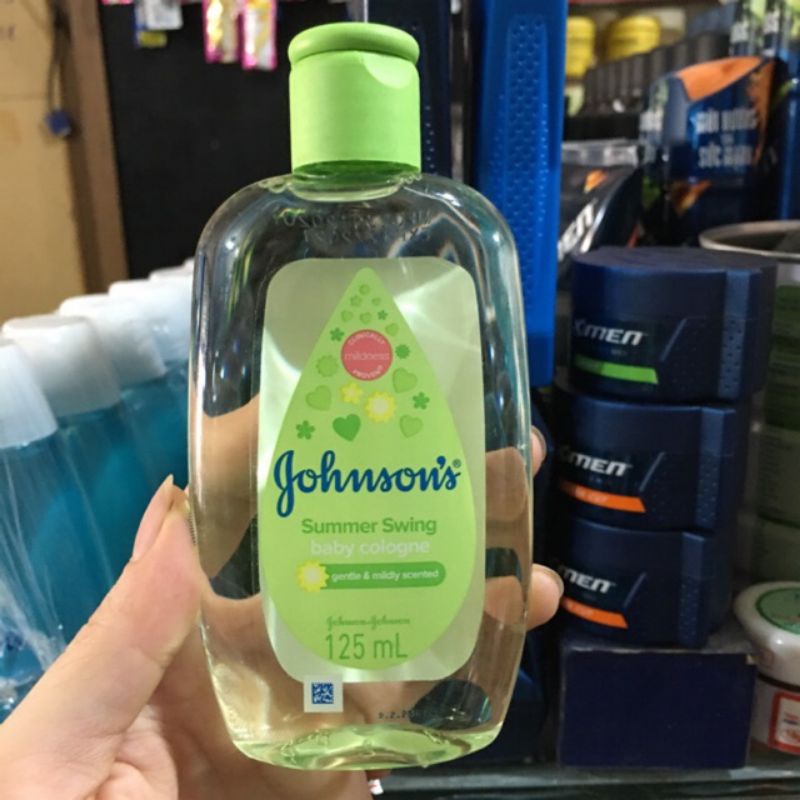 CLINICALLY
mildness
PROVEN
Johnson's®
Summer Swing
baby cologne
gentle & mildly scented
Johnson & Johnson
125 mL
X-MEN
X-MEN
MEN